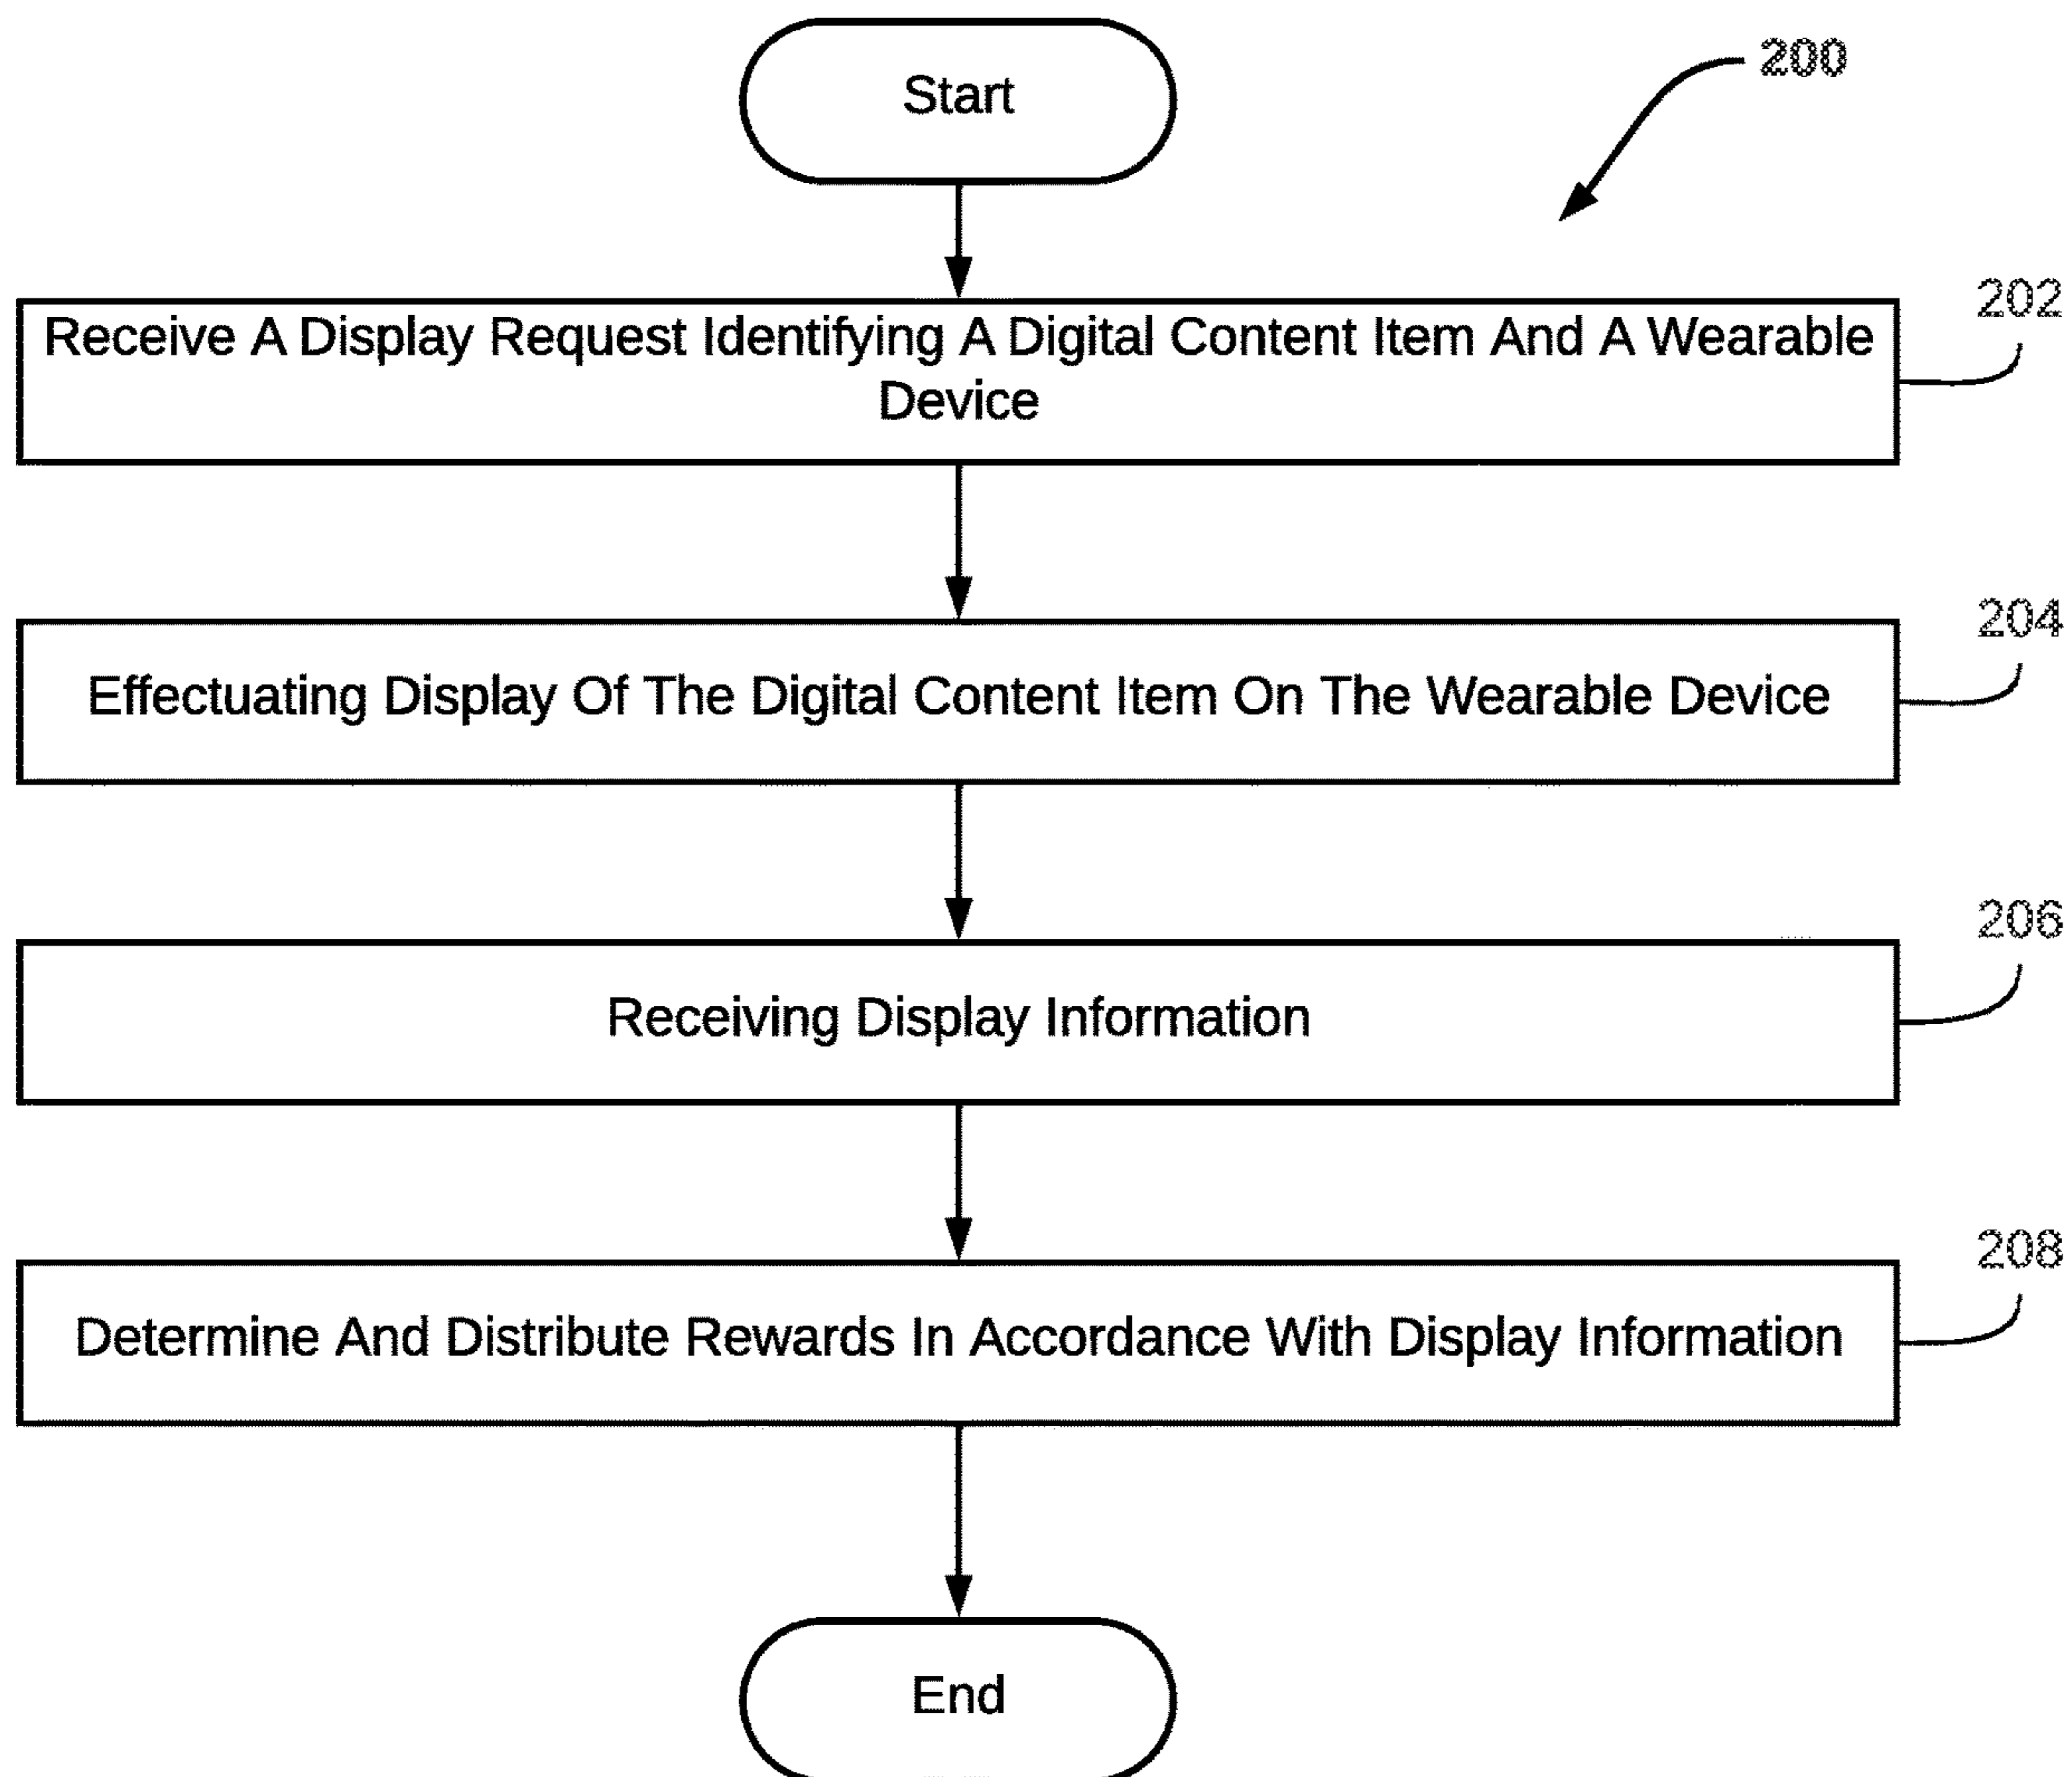 Start
200
202
Receive A Display Request Identifying A Digital Content Item And A Wearable
Device
204
Effectuating Display Of The Digital Content Item On The Wearable Device
206
Receiving Display Information
208
Determine And Distribute Rewards In Accordance With Display Information
End